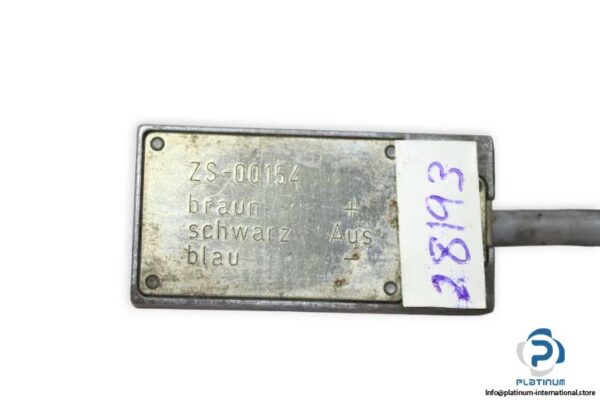 ZS-00154
braun +
schwarz Aus
blau -
28193
PLATINUM
Info@platinum-international.store